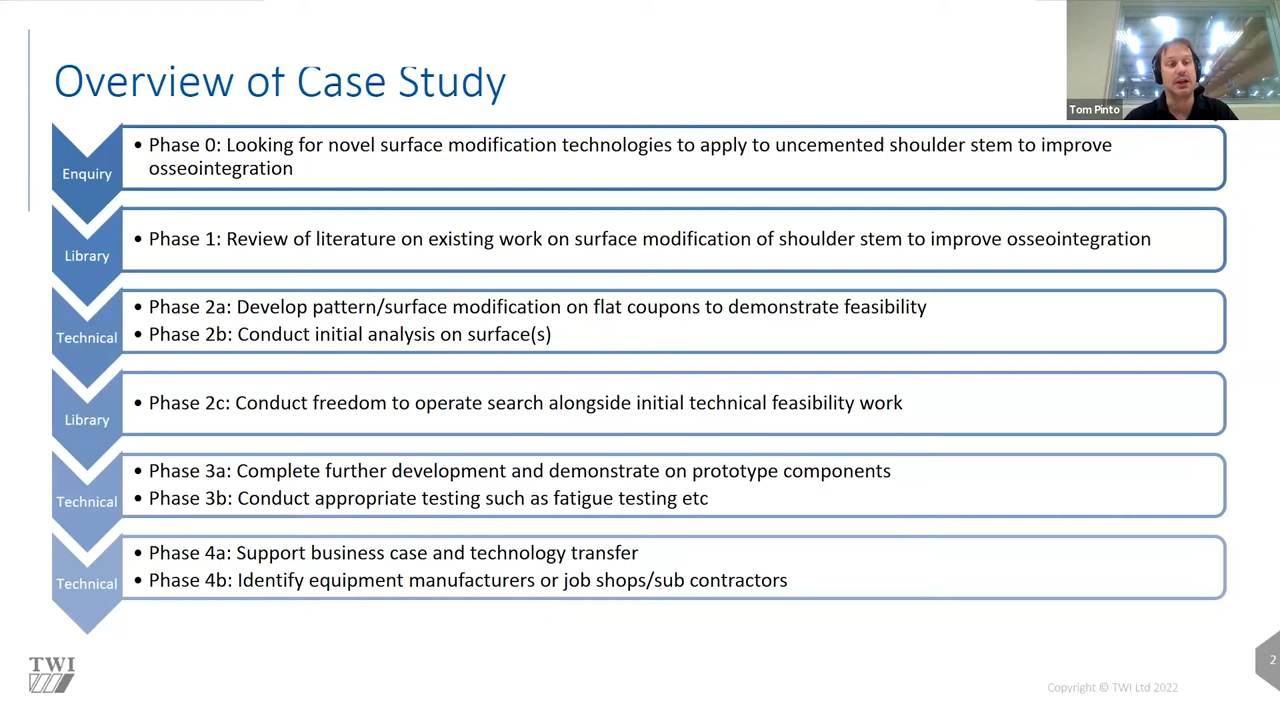 Overview of Case Study
Tom Pinto
Enquiry
• Phase 0: Looking for novel surface modification technologies to apply to uncemented shoulder stem to improve
osseointegration
Library
• Phase 1: Review of literature on existing work on surface modification of shoulder stem to improve osseointegration
Technical
• Phase 2a: Develop pattern/surface modification on flat coupons to demonstrate feasibility
• Phase 2b: Conduct initial analysis on surface(s)
Library
• Phase 2c: Conduct freedom to operate search alongside initial technical feasibility work
Technical
• Phase 3a: Complete further development and demonstrate on prototype components
• Phase 3b: Conduct appropriate testing such as fatigue testing etc
Technical
• Phase 4a: Support business case and technology transfer
• Phase 4b: Identify equipment manufacturers or job shops/sub contractors
TWI
Copyright © TWI Ltd 2022
2